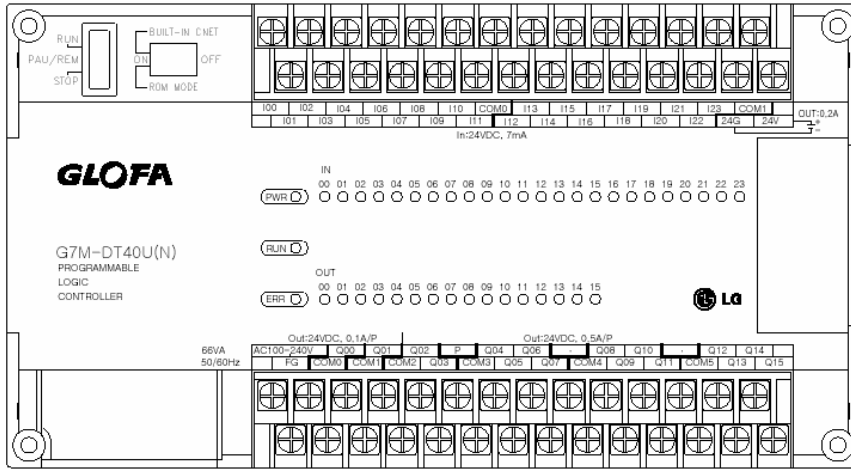 BUILT-IN CNET
RUN
PAU/REM
ON
OFF
STOP
ROM MODE
I00 I02 I04 I06 I08 I10 COM0 I13 I15 I17 I19 I21 I23 COM1
I01 I03 I05 I07 I09 I11 I12 I14 I16 I18 I20 I22 24G 24V
OUT:0.2A
In:24VDC, 7mA
GLOFA
IN
00 01 02 03 04 05 06 07 08 09 10 11 12 13 14 15 16 17 18 19 20 21 22 23
PWR
G7M-DT40U(N)
PROGRAMMABLE
LOGIC
CONTROLLER
RUN
OUT
00 01 02 03 04 05 06 07 08 09 10 11 12 13 14 15
ERR
LG
Out:24VDC, 0.1A/P
Out:24VDC, 0.5A/P
66VA
50/60Hz
AC100-240V Q00 Q01 Q02 P Q04 Q06 · Q08 Q10 · Q12 Q14
FG COM0 COM1 COM2 Q03 COM3 Q05 Q07 COM4 Q09 Q11 COM5 Q13 Q15